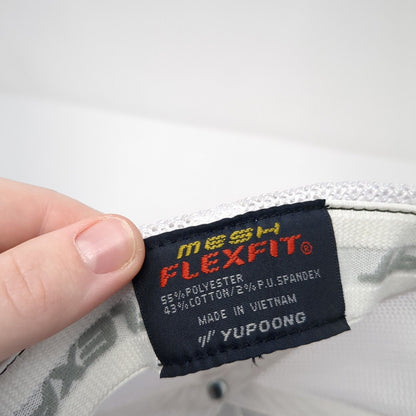 MESH
FLEXFIT®
55% POLYESTER
43% COTTON/2% P.U. SPANDEX
MADE IN VIETNAM
YUPOONG